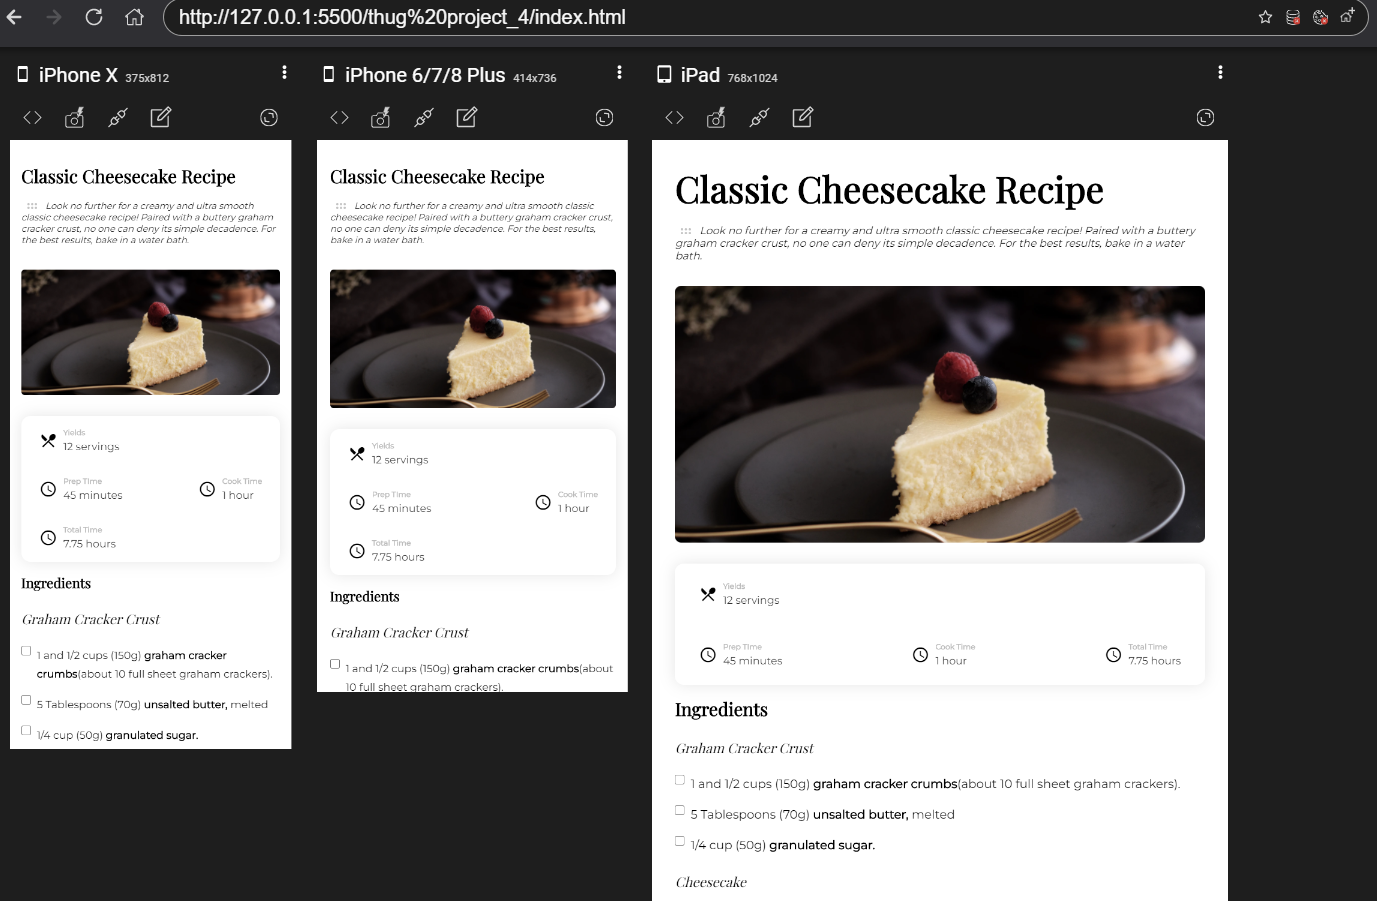 http://127.0.0.1:5500/thug%20project_4/index.html
iPhone X 375x812
Classic Cheesecake Recipe
Look no further for a creamy and ultra smooth
classic cheesecake recipe! Paired with a buttery graham
cracker crust, no one can deny its simple decadence. For
the best results, bake in a water bath.
Yields
12 servings
Prep Time
45 minutes
Cook Time
1 hour
Total Time
7.75 hours
Ingredients
Graham Cracker Crust
1 and 1/2 cups (150g) graham cracker
crumbs(about 10 full sheet graham crackers).
5 Tablespoons (70g) unsalted butter, melted
1/4 cup (50g) granulated sugar.
iPhone 6/7/8 Plus 414x736
Classic Cheesecake Recipe
Look no further for a creamy and ultra smooth classic
cheesecake recipe! Paired with a buttery graham cracker crust,
no one can deny its simple decadence. For the best results,
bake in a water bath.
Yields
12 servings
Prep Time
45 minutes
Cook Time
1 hour
Total Time
7.75 hours
Ingredients
Graham Cracker Crust
1 and 1/2 cups (150g) graham cracker crumbs(about
10 full sheet graham crackers).
iPad 768x1024
Classic Cheesecake Recipe
Look no further for a creamy and ultra smooth classic cheesecake recipe! Paired with a buttery
graham cracker crust, no one can deny its simple decadence. For the best results, bake in a water
bath.
Yields
12 servings
Prep Time
45 minutes
Cook Time
1 hour
Total Time
7.75 hours
Ingredients
Graham Cracker Crust
1 and 1/2 cups (150g) graham cracker crumbs(about 10 full sheet graham crackers).
5 Tablespoons (70g) unsalted butter, melted
1/4 cup (50g) granulated sugar.
Cheesecake